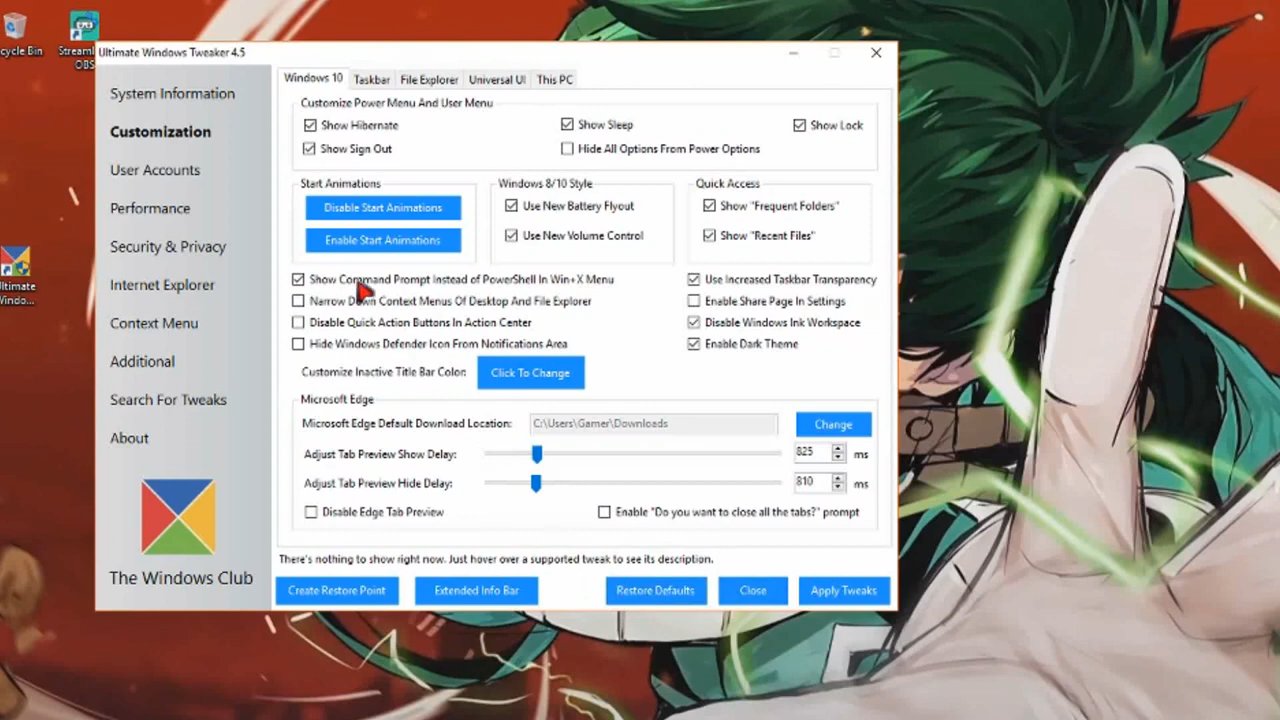 cycle Bin
Streaml
OBS
Ultimate
Windo...
Ultimate Windows Tweaker 4.5
System Information
Customization
User Accounts
Performance
Security & Privacy
Internet Explorer
Context Menu
Additional
Search For Tweaks
About
The Windows Club
Windows 10 Taskbar File Explorer Universal UI This PC
Customize Power Menu And User Menu
Show Hibernate Show Sleep Show Lock
Show Sign Out Hide All Options From Power Options
Start Animations
Disable Start Animations
Enable Start Animations
Windows 8/10 Style
Use New Battery Flyout
Use New Volume Control
Quick Access
Show "Frequent Folders"
Show "Recent Files"
Show Command Prompt Instead of PowerShell In Win+X Menu
Narrow Down Context Menus Of Desktop And File Explorer
Disable Quick Action Buttons In Action Center
Hide Windows Defender Icon From Notifications Area
Use Increased Taskbar Transparency
Enable Share Page In Settings
Disable Windows Ink Workspace
Enable Dark Theme
Customize Inactive Title Bar Color: Click To Change
Microsoft Edge
Microsoft Edge Default Download Location: C:\Users\Gamer\Downloads Change
Adjust Tab Preview Show Delay: 825 ms
Adjust Tab Preview Hide Delay: 810 ms
Disable Edge Tab Preview Enable "Do you want to close all the tabs?" prompt
There's nothing to show right now. Just hover over a supported tweak to see its description.
Create Restore Point Extended Info Bar Restore Defaults Close Apply Tweaks